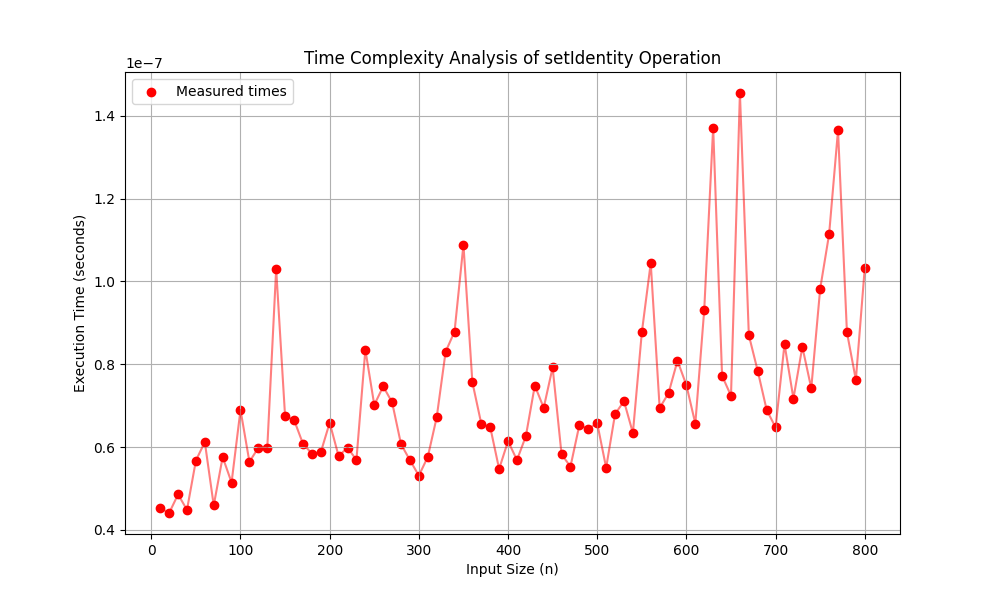 Time Complexity Analysis of setIdentity Operation
1e−7
Measured times
1.4
1.2
1.0
0.8
0.6
0.4
Execution Time (seconds)
0 100 200 300 400 500 600 700 800
Input Size (n)